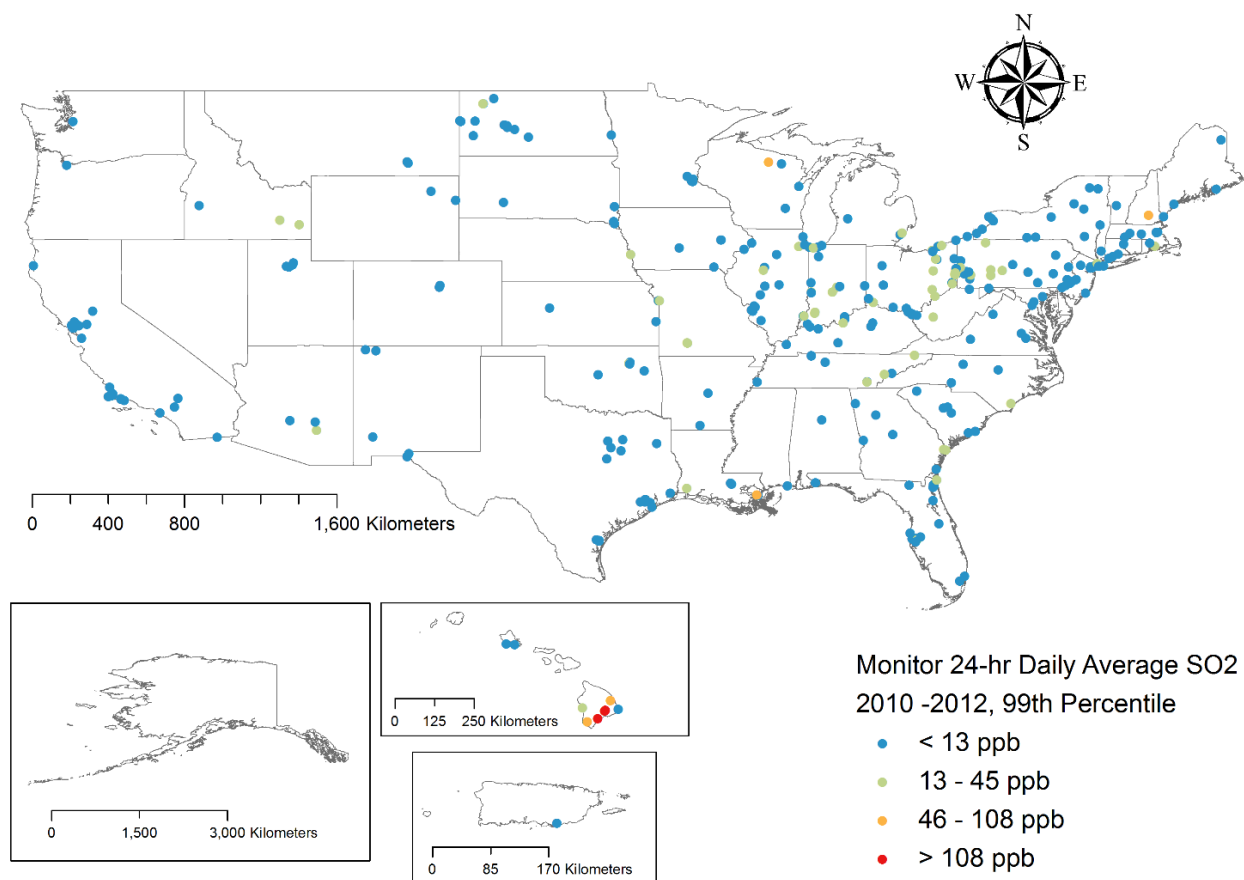 N
W E
S
0 400 800 1,600 Kilometers
0 125 250 Kilometers
0 1,500 3,000 Kilometers
0 85 170 Kilometers
Monitor 24-hr Daily Average SO2
2010 -2012, 99th Percentile
< 13 ppb
13 - 45 ppb
46 - 108 ppb
> 108 ppb